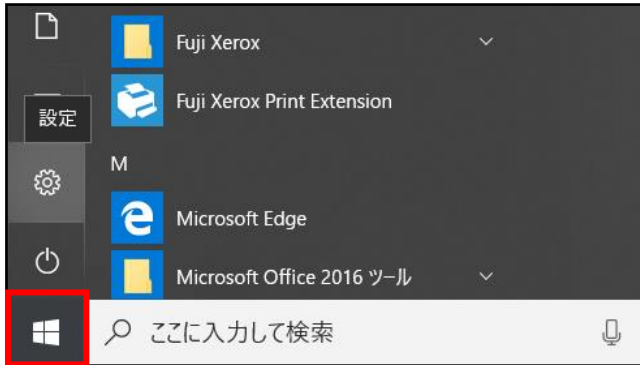 Fuji Xerox
Fuji Xerox Print Extension
設定
M
Microsoft Edge
Microsoft Office 2016 ツール
ここに入力して検索